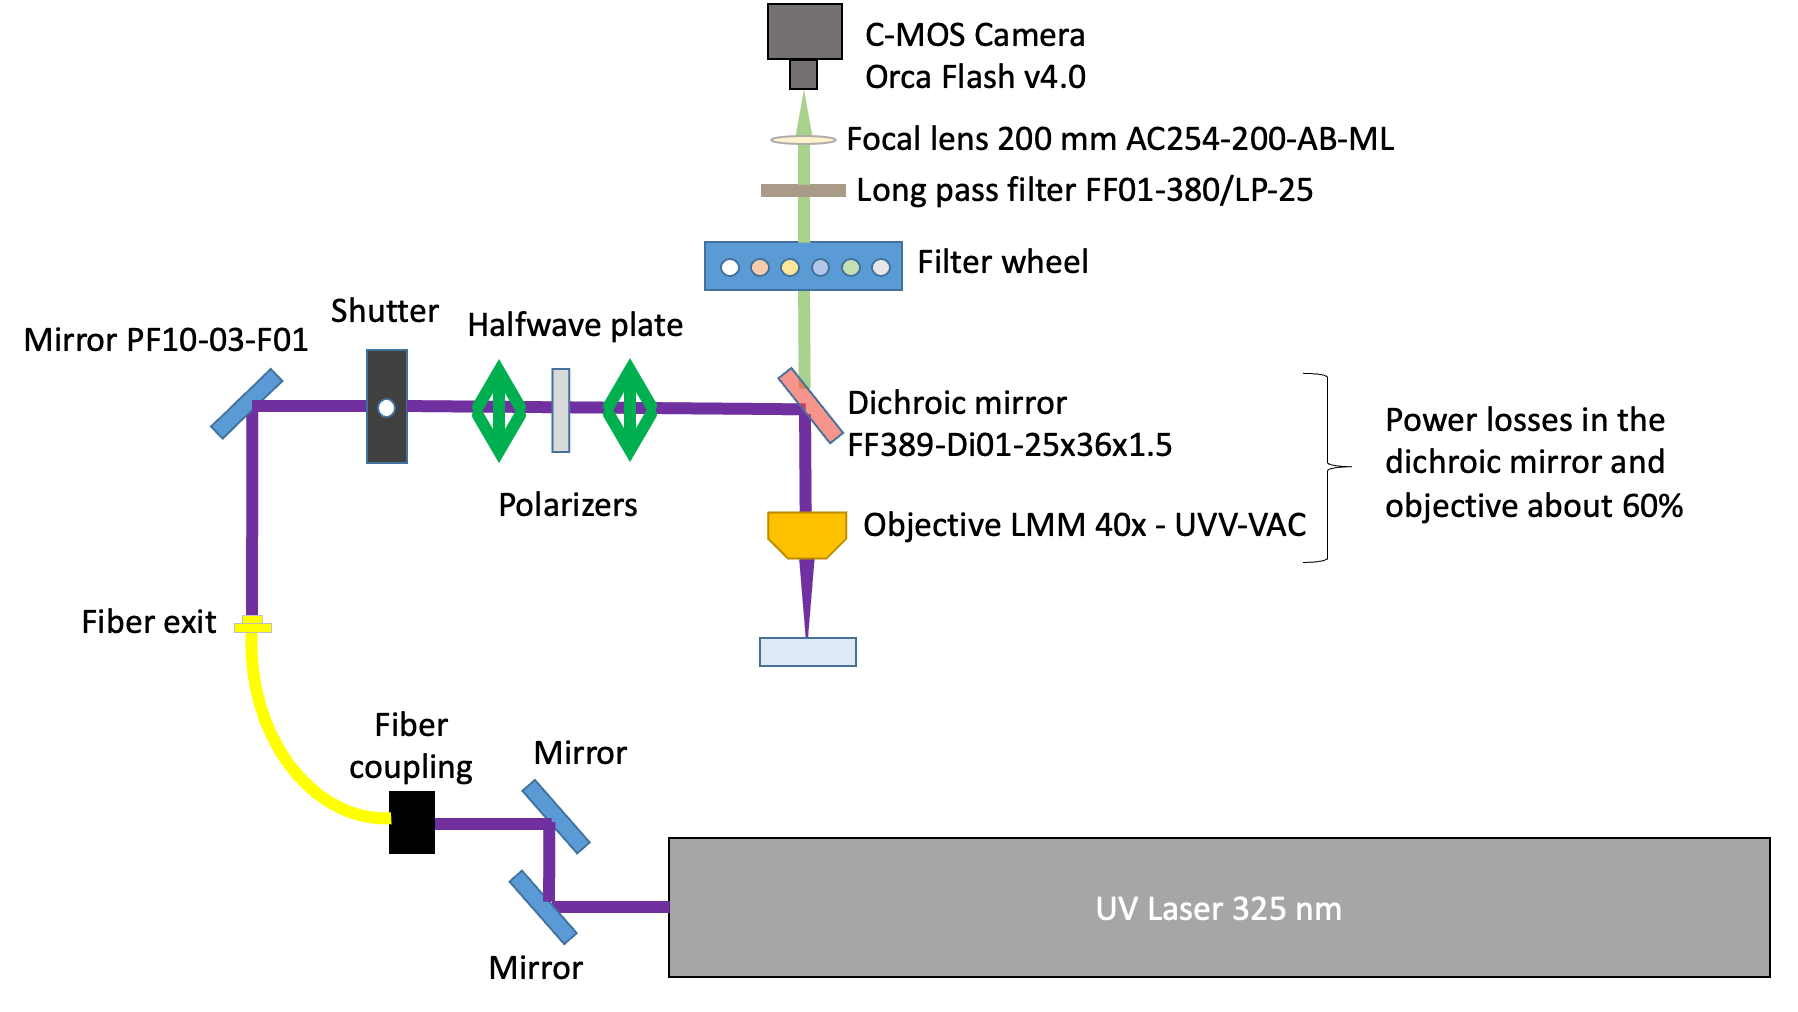 C-MOS Camera
Orca Flash v4.0
Focal lens 200 mm AC254-200-AB-ML
Long pass filter FF01-380/LP-25
Filter wheel
Shutter
Halfwave plate
Mirror PF10-03-F01
Dichroic mirror
FF389-Di01-25x36x1.5
Power losses in the
dichroic mirror and
objective about 60%
Polarizers
Objective LMM 40x - UVV-VAC
Fiber exit
Fiber
coupling
Mirror
UV Laser 325 nm
Mirror